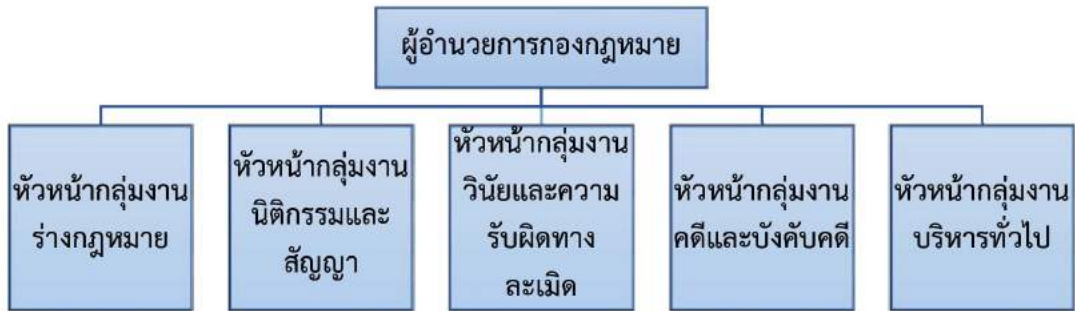 ผู้อำนวยการกองกฎหมาย
หัวหน้ากลุ่มงาน
ร่างกฎหมาย
หัวหน้ากลุ่มงาน
นิติกรรมและ
สัญญา
หัวหน้ากลุ่มงาน
วินัยและความ
รับผิดทาง
ละเมิด
หัวหน้ากลุ่มงาน
คดีและบังคับคดี
หัวหน้ากลุ่มงาน
บริหารทั่วไป